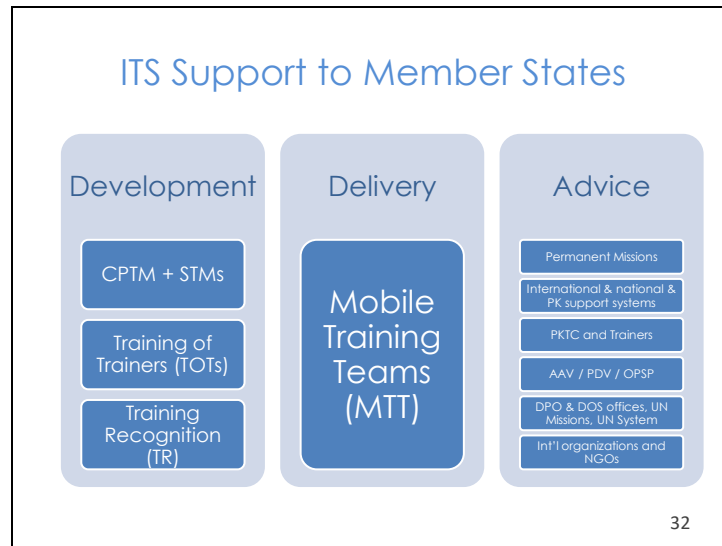 ITS Support to Member States
Development
CPTM + STMs
Training of
Trainers (TOTs)
Training
Recognition
(TR)
Delivery
Mobile
Training
Teams
(MTT)
Advice
Permanent Missions
International & national &
PK support systems
PKTC and Trainers
AAV / PDV / OPSP
DPO & DOS offices, UN
Missions, UN System
Int'l organizations and
NGOs
32